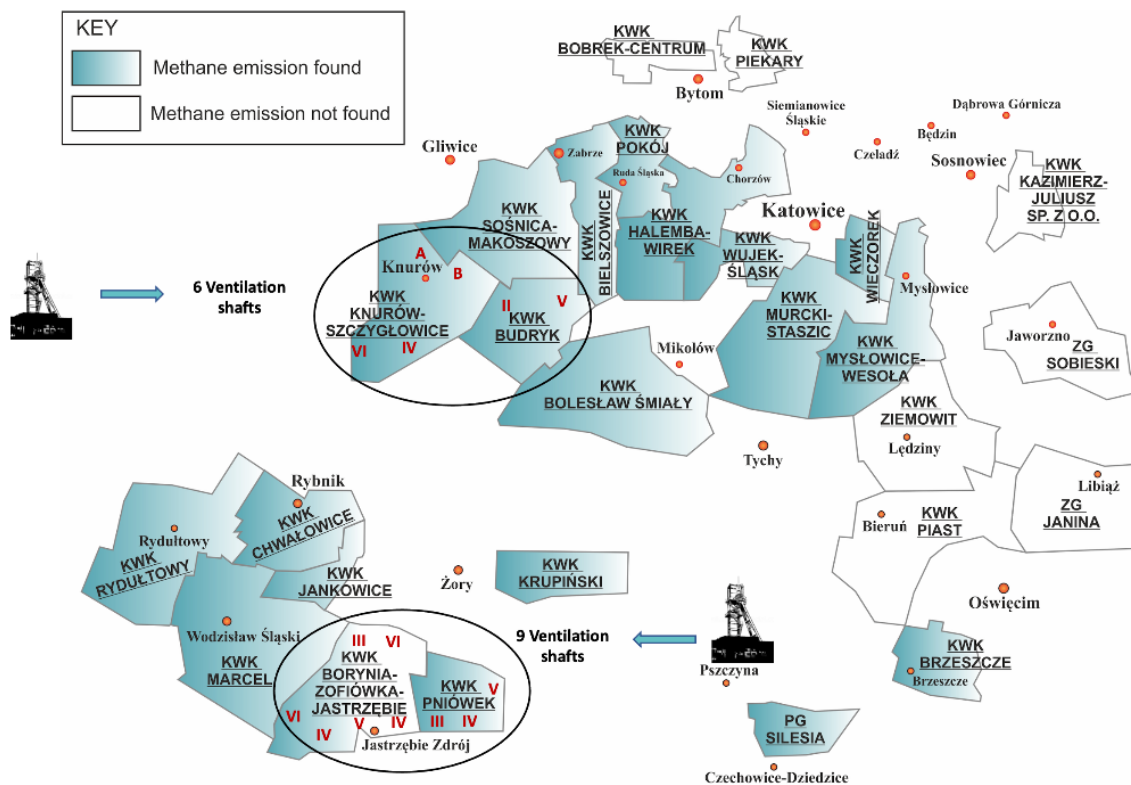 KEY
Methane emission found
Methane emission not found
KWK
BOBREK-CENTRUM
KWK
PIEKARY
Bytom
Siemianowice
Śląskie
Dąbrowa Górnicza
Będzin
Czeladź
Sosnowiec
Gliwice
Zabrze
KWK
POKÓJ
Ruda Śląska
Chorzów
KWK
KAZIMIERZ-
JULIUSZ
SP. Z O.O.
Katowice
KWK
SOŚNICA-
MAKOSZOWY
KWK
BIELSZOWICE
KWK
HALEMBA-
WIREK
KWK
WUJEK-
ŚLĄSK
KWK
WIECZOREK
Mysłowice
6 Ventilation
shafts
A
B
Knurów
KWK
KNURÓW-
SZCZYGŁOWICE
VI
IV
II
V
KWK
BUDRYK
KWK
MURCKI-
STASZIC
Mikołów
KWK
MYSŁOWICE-
WESOŁA
Jaworzno
ZG
SOBIESKI
KWK
BOLESŁAW ŚMIAŁY
KWK
ZIEMOWIT
Lędziny
Tychy
Libiąż
ZG
JANINA
Bieruń
KWK
PIAST
Rybnik
KWK
CHWAŁOWICE
Rydułtowy
KWK
RYDUŁTOWY
KWK
JANKOWICE
Żory
KWK
KRUPIŃSKI
Oświęcim
Wodzisław Śląski
KWK
MARCEL
III
VI
KWK
BORYNIA-
ZOFIÓWKA-
JASTRZĘBIE
VI
IV
V
IV
Jastrzębie Zdrój
KWK
PNIÓWEK
V
III
IV
9 Ventilation
shafts
Pszczyna
KWK
BRZESZCZE
Brzeszcze
PG
SILESIA
Czechowice-Dziedzice